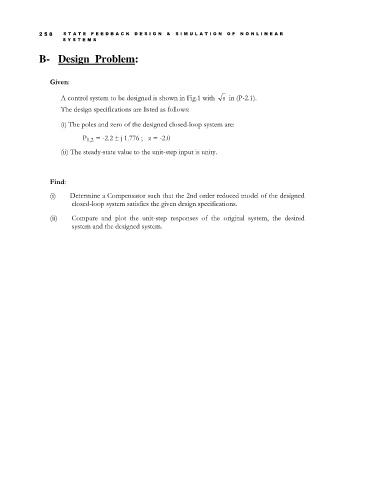 258 STATE FEEDBACK DESIGN & SIMULATION OF NONLINEAR
SYSTEMS
B- Design Problem:
Given:
A control system to be designed is shown in Fig.1 with √s in (P-2.1).
The design specifications are listed as follows:
(i) The poles and zero of the designed closed-loop system are:
P1,2 = -2.2 ± j 1.776 ; z = -2.0
(ii) The steady-state value to the unit-step input is unity.
Find:
(i) Determine a Compensator such that the 2nd order reduced model of the designed
closed-loop system satisfies the given design specifications.
(ii) Compare and plot the unit-step responses of the original system, the desired
system and the designed system.